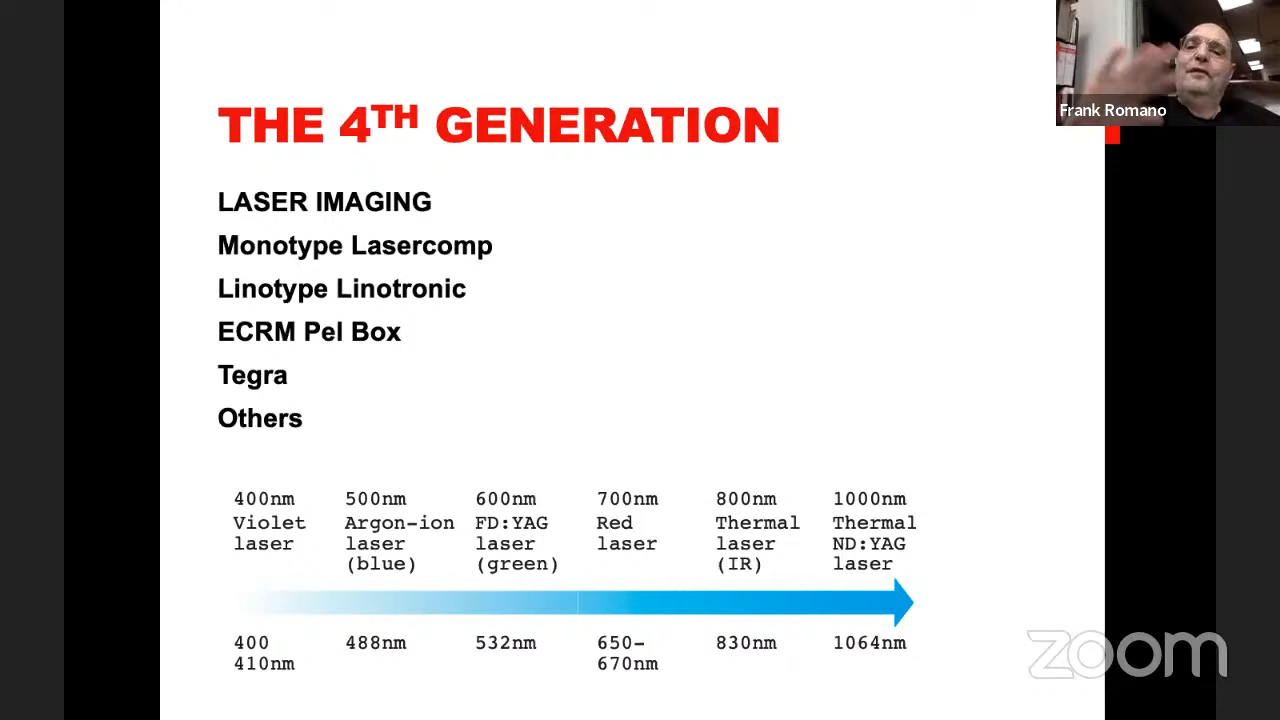 Frank Romano
THE 4TH GENERATION
LASER IMAGING
Monotype Lasercomp
Linotype Linotronic
ECRM Pel Box
Tegra
Others
400nm 500nm 600nm 700nm 800nm 1000nm
Violet Argon-ion FD:YAG Red Thermal Thermal
laser laser laser laser laser ND:YAG
(blue) (green) (IR) laser
400 488nm 532nm 650- 830nm 1064nm
410nm 670nm
zoom